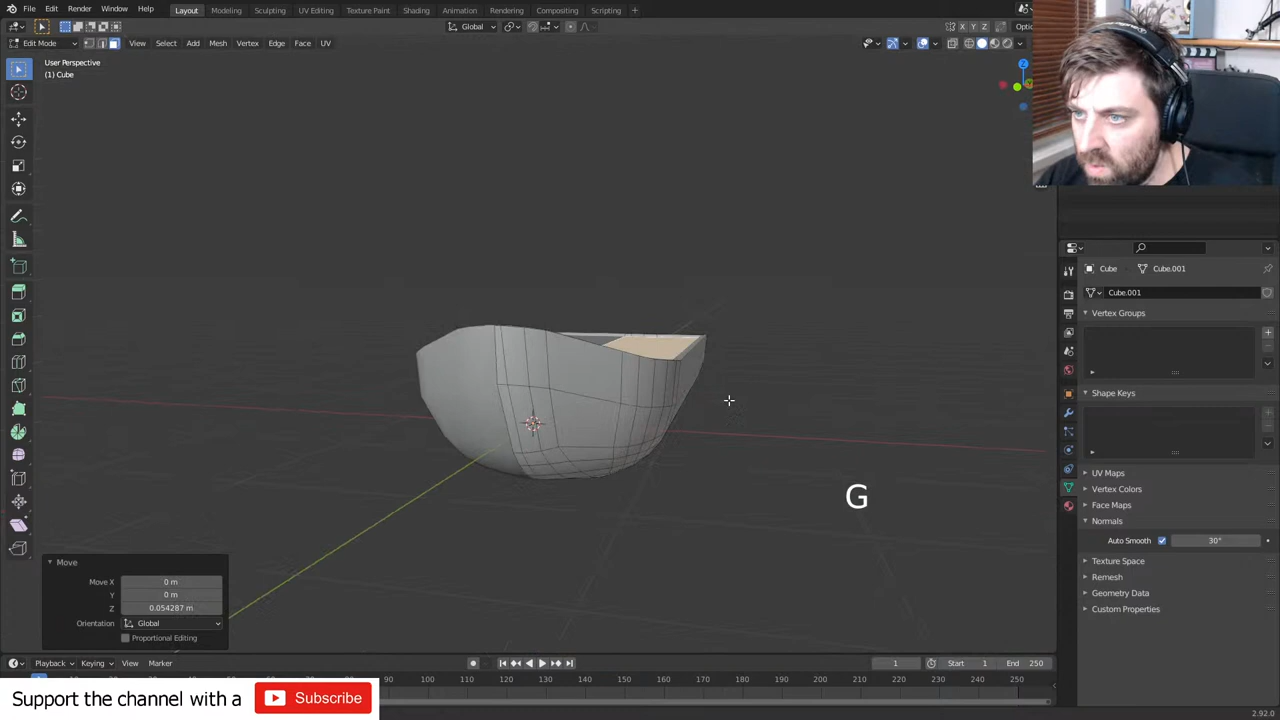 File Edit Render Window Help
Layout Modeling Sculpting UV Editing Texture Paint Shading Animation Rendering Compositing Scripting +
Global
X Y Z
Optio
Edit Mode
View Select Add Mesh Vertex Edge Face UV
User Perspective
(1) Cube
Z
Cube Cube.001
Cube.001
Vertex Groups
Shape Keys
UV Maps
Vertex Colors
Face Maps
Normals
Auto Smooth 30°
Texture Space
Remesh
Geometry Data
Custom Properties
G
Move
Move X 0 m
Y 0 m
Z 0.054287 m
Orientation Global
Proportional Editing
Playback Keying View Marker
1 Start 1 End 250
100 110 120 130 140 150 160 170 180 190 200 210 220 230 240 250
Support the channel with a Subscribe
2.92.0